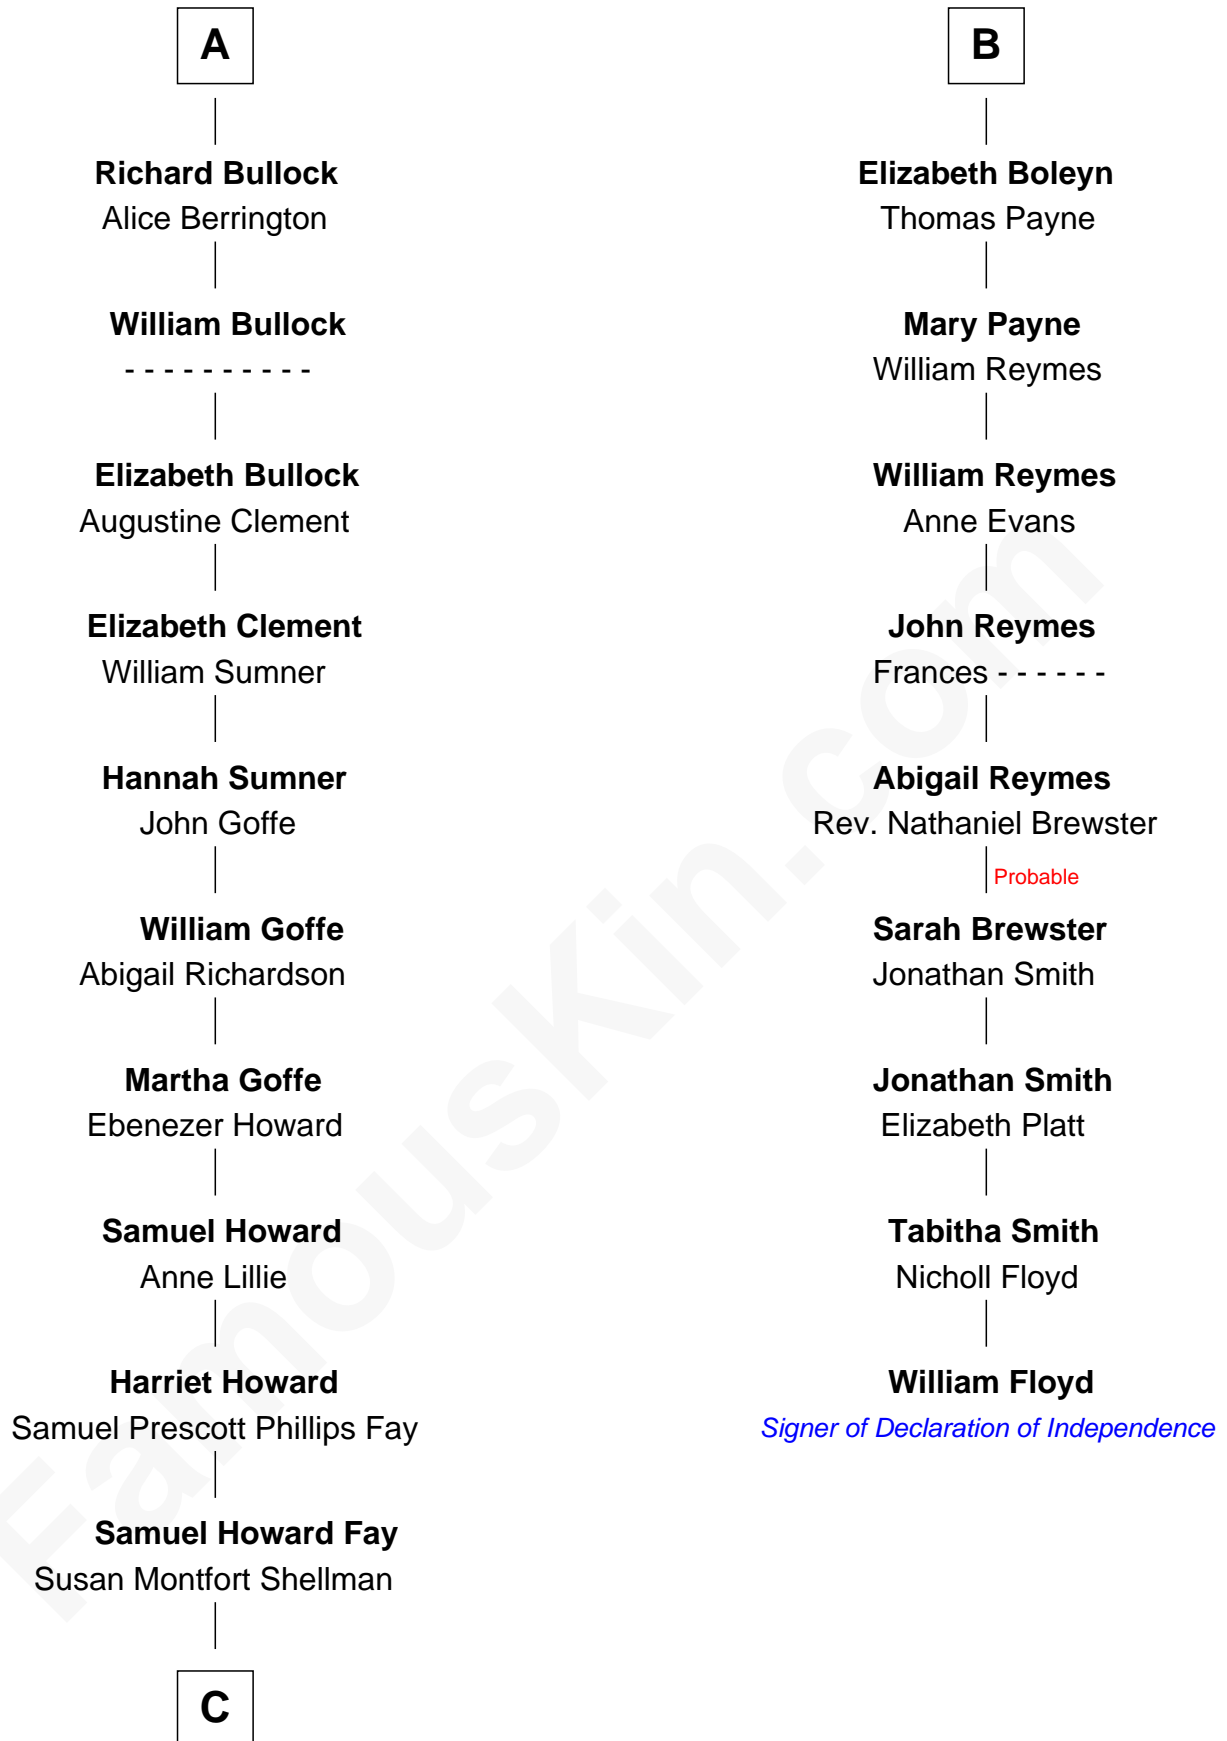 A
Richard Bullock
Alice Berrington
William Bullock
- - - - - - - - - -
Elizabeth Bullock
Augustine Clement
Elizabeth Clement
William Sumner
Hannah Sumner
John Goffe
William Goffe
Abigail Richardson
Martha Goffe
Ebenezer Howard
Samuel Howard
Anne Lillie
Harriet Howard
Samuel Prescott Phillips Fay
Samuel Howard Fay
Susan Montfort Shellman
C
B
Elizabeth Boleyn
Thomas Payne
Mary Payne
William Reymes
William Reymes
Anne Evans
John Reymes
Frances - - - - - -
Abigail Reymes
Rev. Nathaniel Brewster
Probable
Sarah Brewster
Jonathan Smith
Jonathan Smith
Elizabeth Platt
Tabitha Smith
Nicholl Floyd
William Floyd
Signer of Declaration of Independence
FamousKin.com